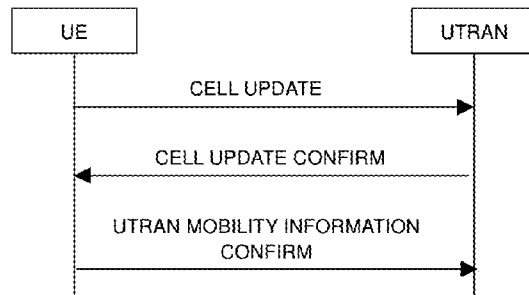 UE
UTRAN
CELL UPDATE
CELL UPDATE CONFIRM
UTRAN MOBILITY INFORMATION
CONFIRM